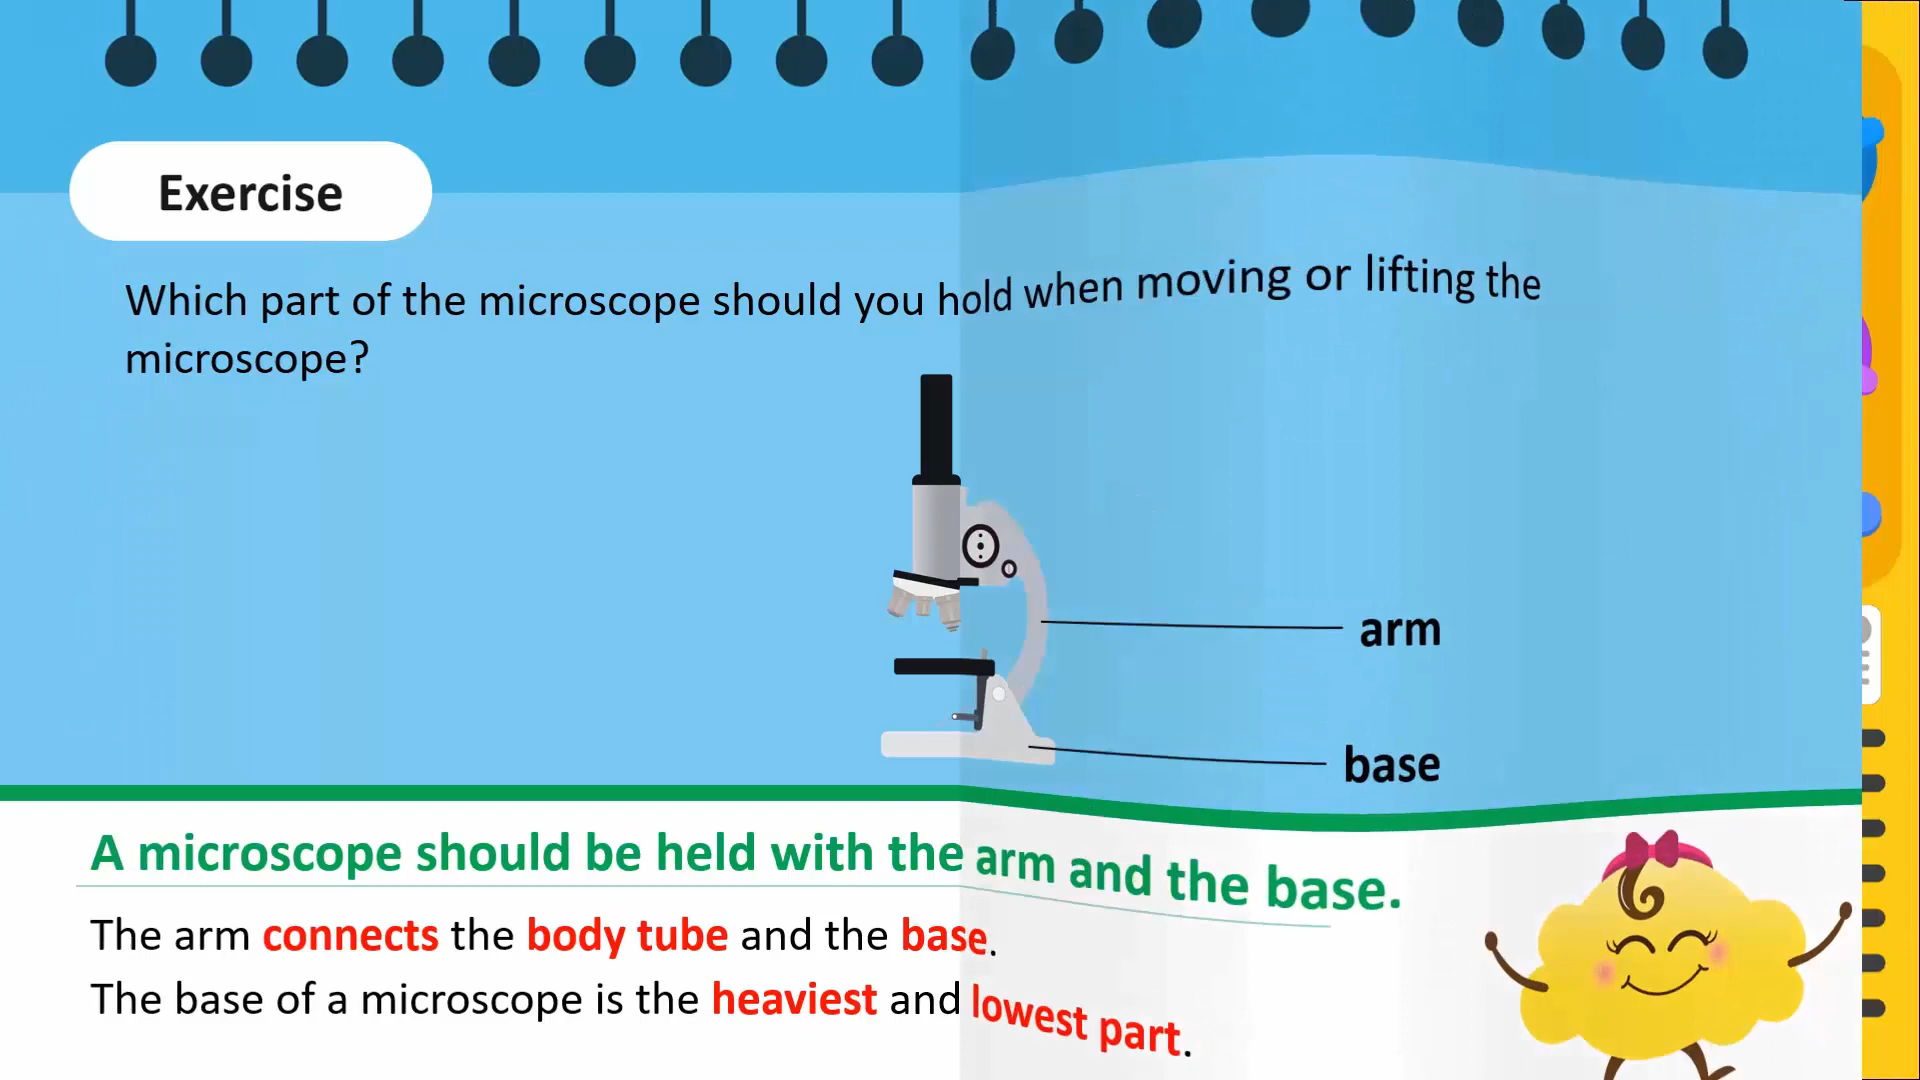 Exercise
Which part of the microscope should you hold when moving or lifting the
microscope?
arm
base
A microscope should be held with the arm and the base.
The arm connects the body tube and the base.
The base of a microscope is the heaviest and lowest part.